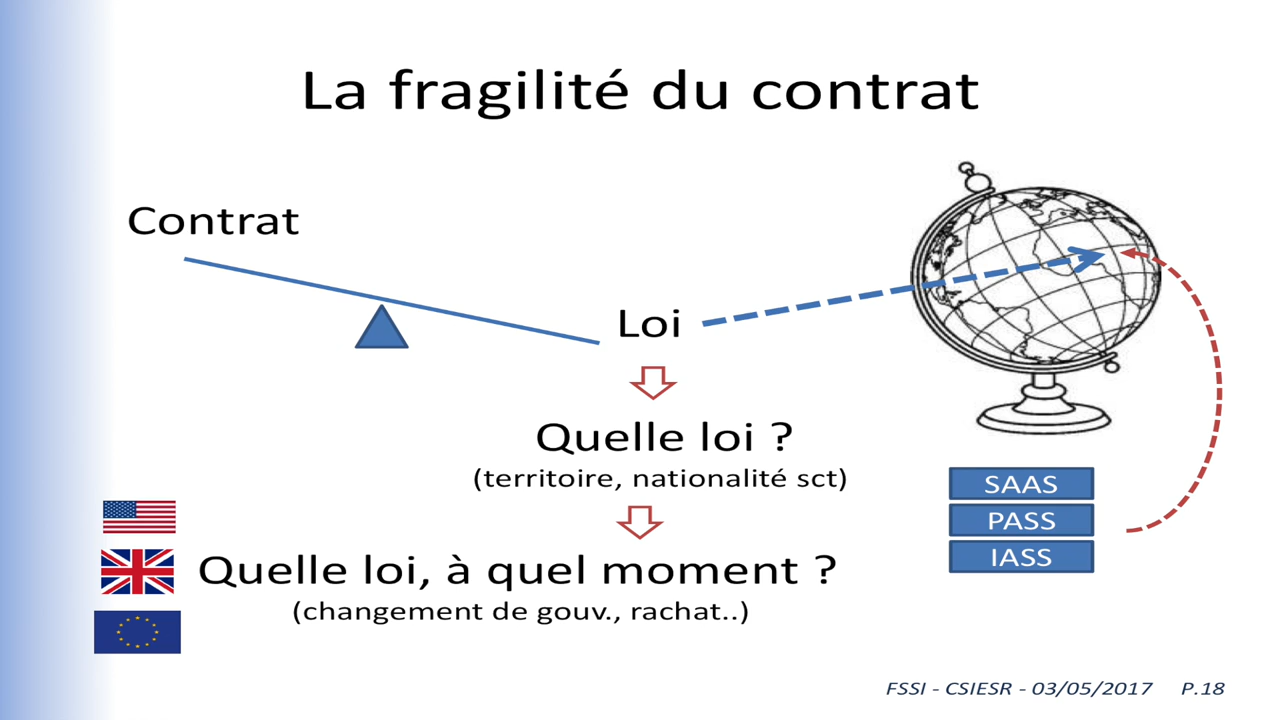 La fragilité du contrat
Contrat
Loi
Quelle loi ?
(territoire, nationalité sct)
SAAS
PASS
IASS
Quelle loi, à quel moment ?
(changement de gouv., rachat..)
FSSI - CSIESR - 03/05/2017 P.18